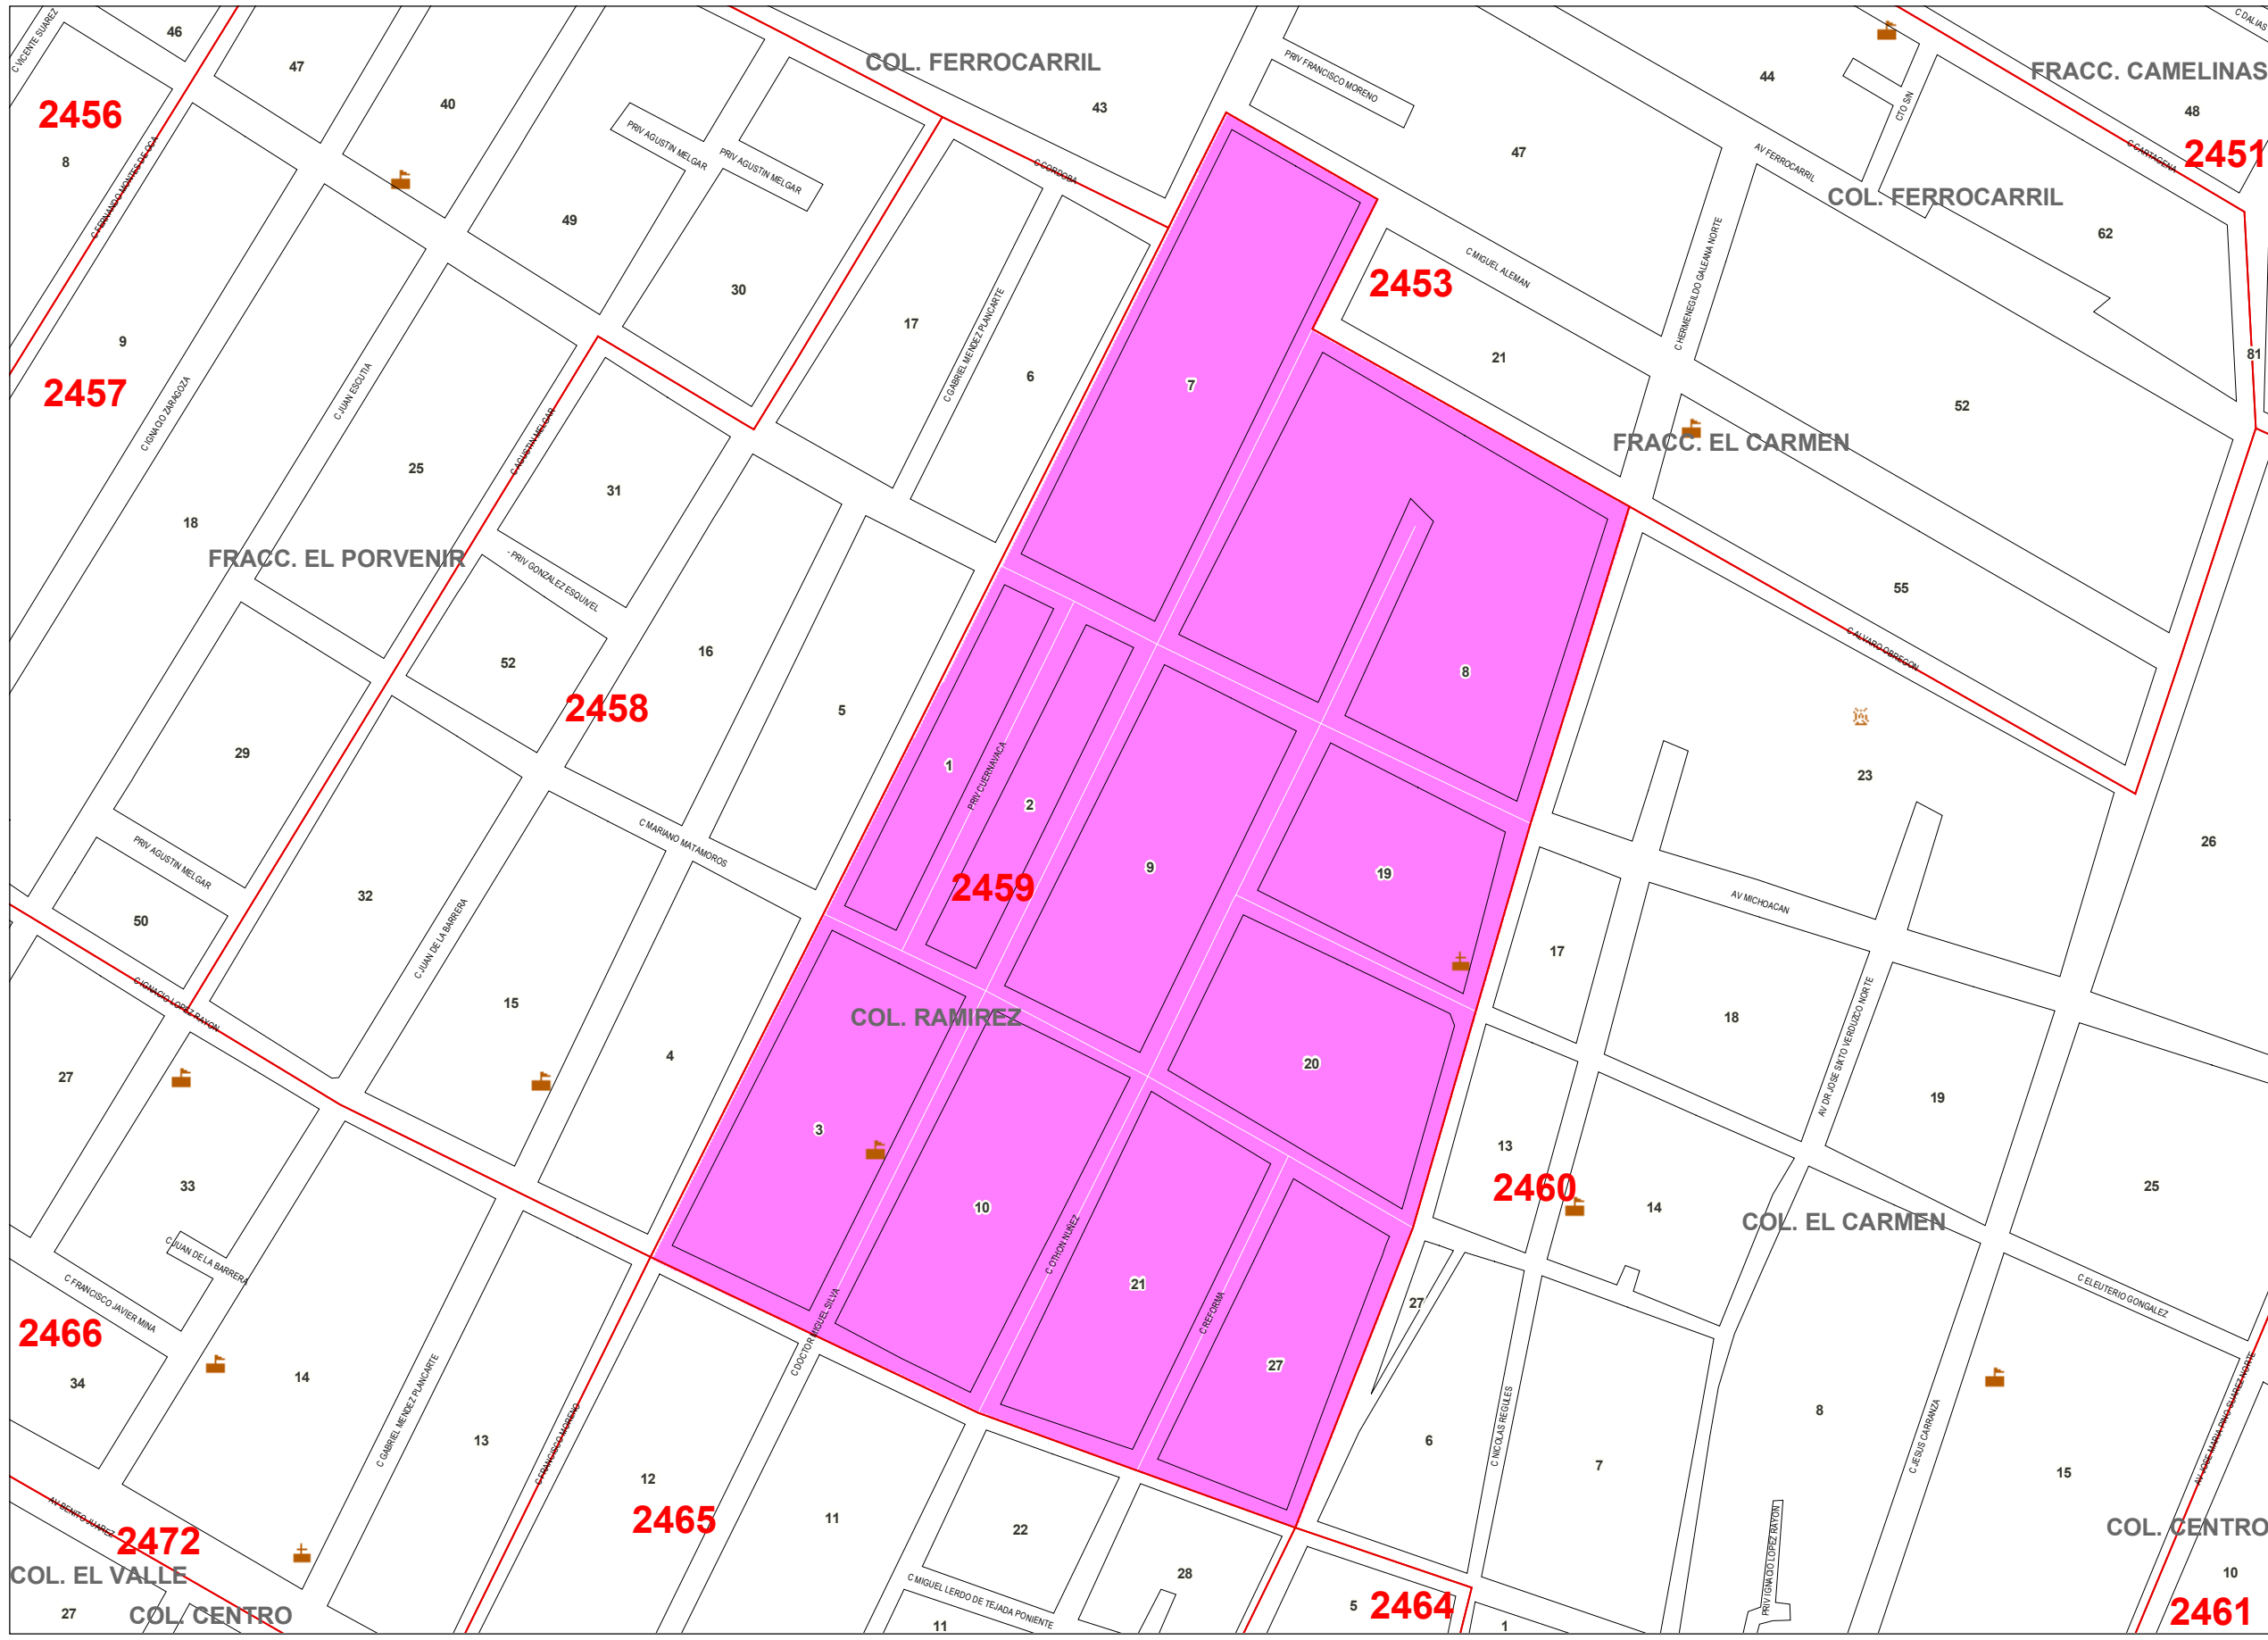 C VICENTE SUAREZ
46
47
40
COL. FERROCARRIL
43
PRIV FRANCISCO MORENO
44
C DALIAS
FRACC. CAMELINAS
48
2451
2456
8
C FERNANDO MONTES DE OCA
PRIV AGUSTIN MELGAR
PRIV AGUSTIN MELGAR
C CORDOBA
47
AV FERROCARRIL
CTO S/N
C CARTAGENA
COL. FERROCARRIL
62
49
30
17
C GABRIEL MENDEZ PLANCARTE
6
7
2453
C MIGUEL ALEMAN
C HERMENEGILDO GALEANA NORTE
21
52
81
9
2457
C IGNACIO ZARAGOZA
C JUAN ESCUTIA
25
C AGUSTIN MELGAR
31
FRACC. EL CARMEN
18
FRACC. EL PORVENIR
- PRIV GONZALEZ ESQUIVEL
52
16
2458
5
8
55
C ALVARO OBREGON
23
26
29
1
PRIV CUERNAVACA
2
2459
9
19
C MARIANO MATAMOROS
PRIV AGUSTIN MELGAR
50
32
C JUAN DE LA BARRERA
15
4
C IGNACIO LOPEZ RAYON
COL. RAMIREZ
AV MICHOACAN
17
18
AV DR. JOSE SIXTO VERDUZCO NORTE
19
20
27
33
3
10
C OTHON NUÑEZ
21
C REFORMA
27
13
2460
14
COL. EL CARMEN
25
C ELEUTERIO GONGALEZ
C JUAN DE LA BARRERA
C FRANCISCO JAVIER MINA
2466
34
14
C GABRIEL MENDEZ PLANCARTE
13
C FRANCISCO MORENO
12
2465
C DOCTOR MIGUEL SILVA
11
22
28
27
6
C NICOLAS REGULES
7
8
C JESUS CARRANZA
15
AV JOSE MARIA PINO SUAREZ NORTE
AV BENITO JUAREZ
2472
COL. EL VALLE
27
COL. CENTRO
C MIGUEL LERDO DE TEJADA PONIENTE
11
5
2464
1
PRIV IGNACIO LOPEZ RAYON
COL. CENTRO
10
2461